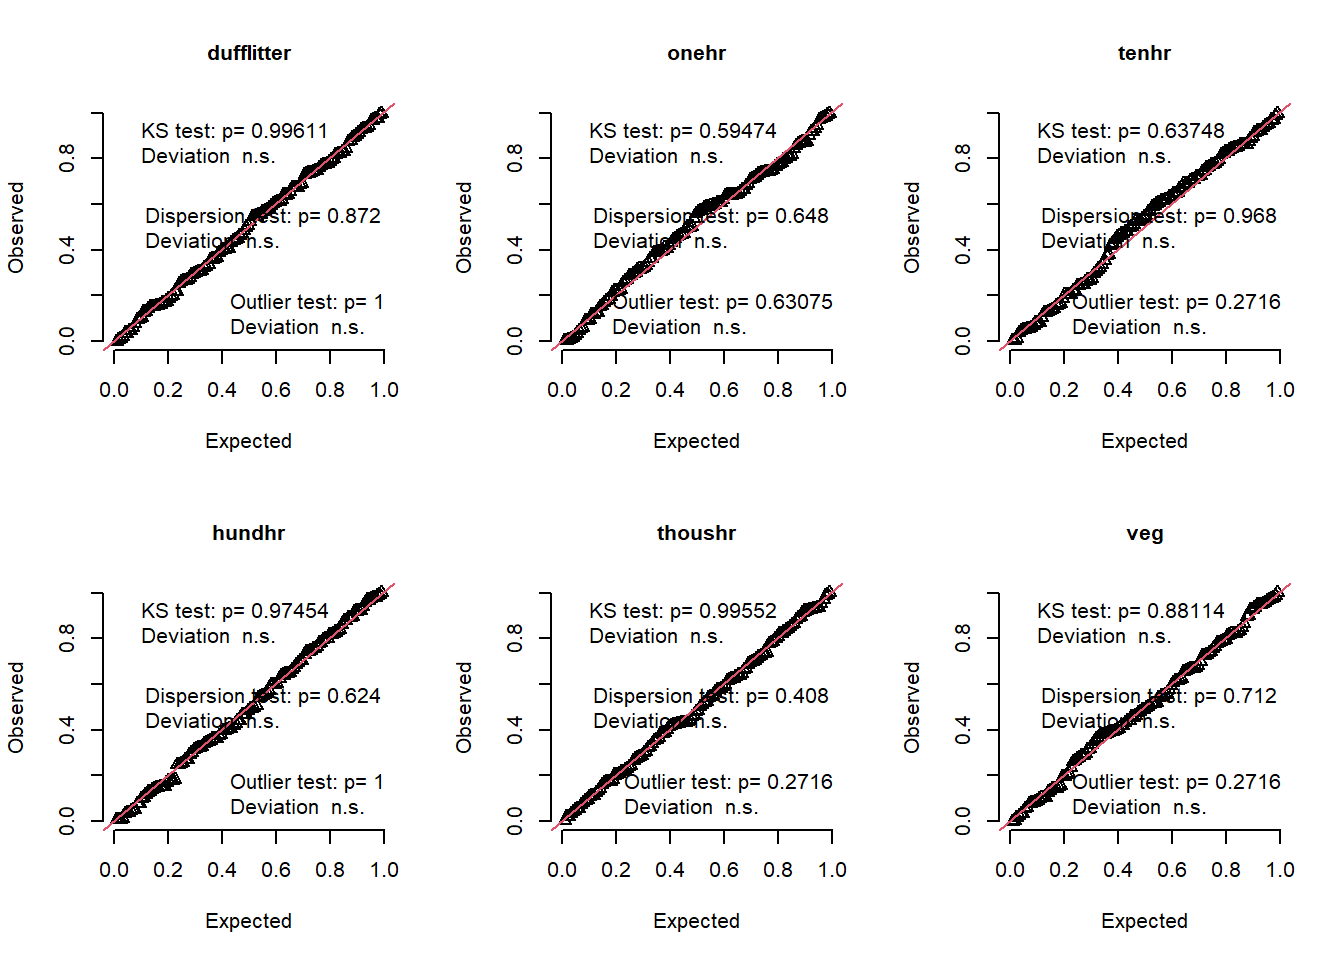 dufflitter
KS test: p= 0.99611
Deviation n.s.
Dispersion test: p= 0.872
Deviation n.s.
Outlier test: p= 1
Deviation n.s.
Observed
0.0 0.4 0.8
0.0 0.2 0.4 0.6 0.8 1.0
Expected
onehr
KS test: p= 0.59474
Deviation n.s.
Dispersion test: p= 0.648
Deviation n.s.
Outlier test: p= 0.63075
Deviation n.s.
Observed
0.0 0.4 0.8
0.0 0.2 0.4 0.6 0.8 1.0
Expected
tenhr
KS test: p= 0.63748
Deviation n.s.
Dispersion test: p= 0.968
Deviation n.s.
Outlier test: p= 0.2716
Deviation n.s.
Observed
0.0 0.4 0.8
0.0 0.2 0.4 0.6 0.8 1.0
Expected
hundhr
KS test: p= 0.97454
Deviation n.s.
Dispersion test: p= 0.624
Deviation n.s.
Outlier test: p= 1
Deviation n.s.
Observed
0.0 0.4 0.8
0.0 0.2 0.4 0.6 0.8 1.0
Expected
thoushr
KS test: p= 0.99552
Deviation n.s.
Dispersion test: p= 0.408
Deviation n.s.
Outlier test: p= 0.2716
Deviation n.s.
Observed
0.0 0.4 0.8
0.0 0.2 0.4 0.6 0.8 1.0
Expected
veg
KS test: p= 0.88114
Deviation n.s.
Dispersion test: p= 0.712
Deviation n.s.
Outlier test: p= 0.2716
Deviation n.s.
Observed
0.0 0.4 0.8
0.0 0.2 0.4 0.6 0.8 1.0
Expected